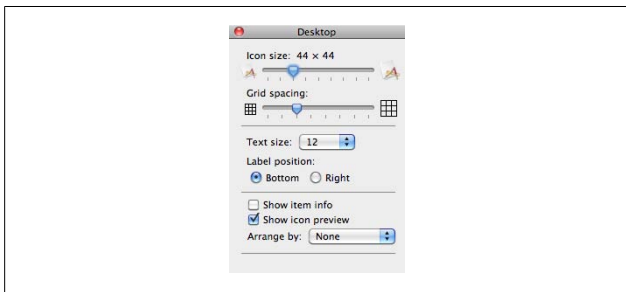 Desktop
Icon size: 44 × 44
Grid spacing:
Text size: 12
Label position:
Bottom Right
Show item info
Show icon preview
Arrange by: None